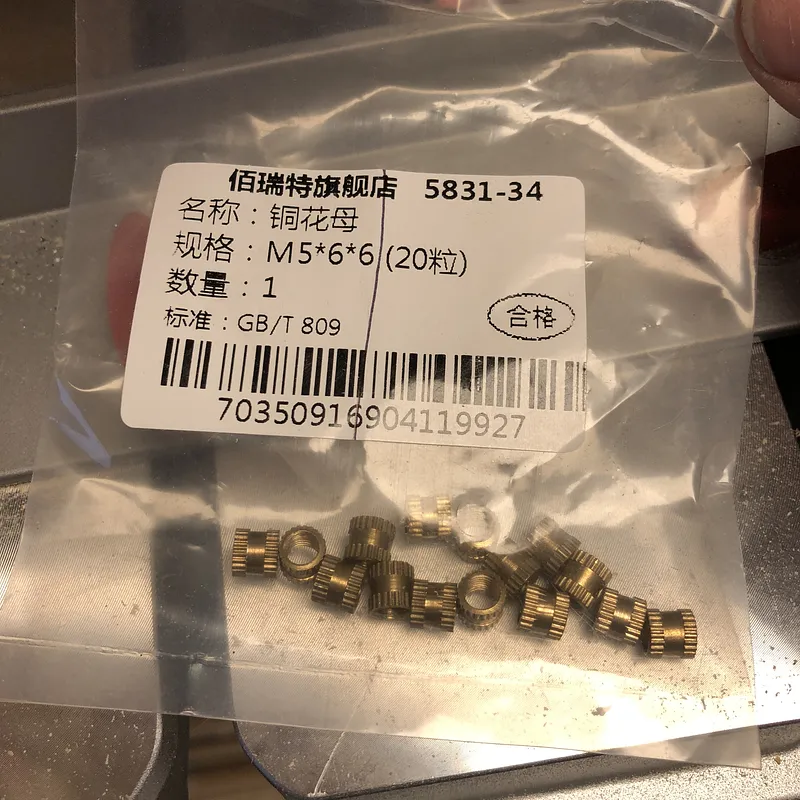 佰瑞特旗舰店 5831-34
名称：铜花母
规格：M5*6*6(20粒)
数量：1
合格
标准：GB/T 809
70350916904119927